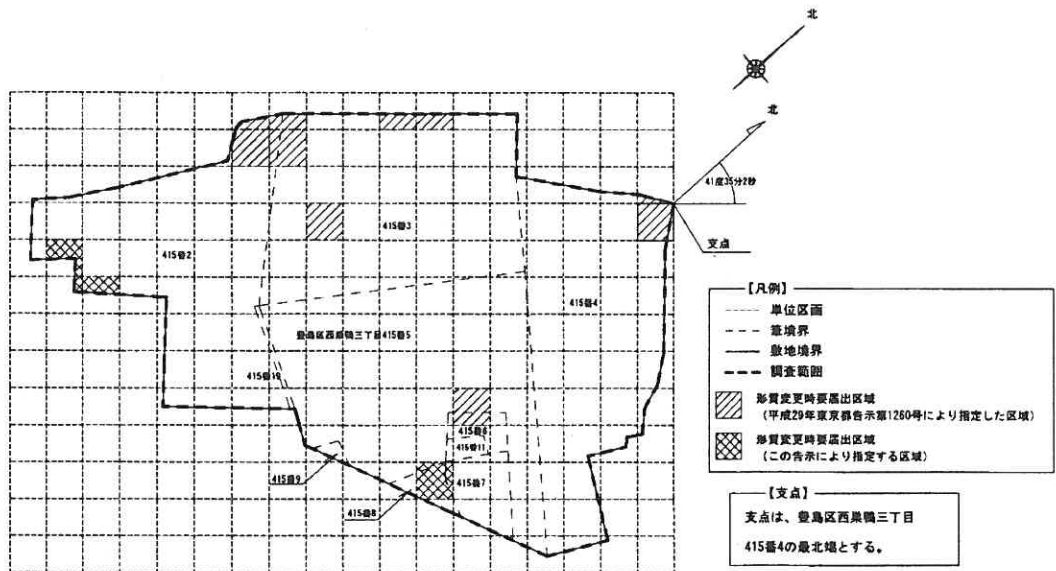 北
北
41度35分2秒
支点
415番3
415番2
415番4
豊島区西巣鴨三丁目415番5
415番6
415番11
415番7
415番9
415番8
【凡例】
単位区画
筆境界
敷地境界
調査範囲
形質変更時要届出区域
(平成29年東京都告示第1260号により指定した区域)
形質変更時要届出区域
(この告示により指定する区域)
【支点】
支点は、豊島区西巣鴨三丁目
415番4の最北端とする。